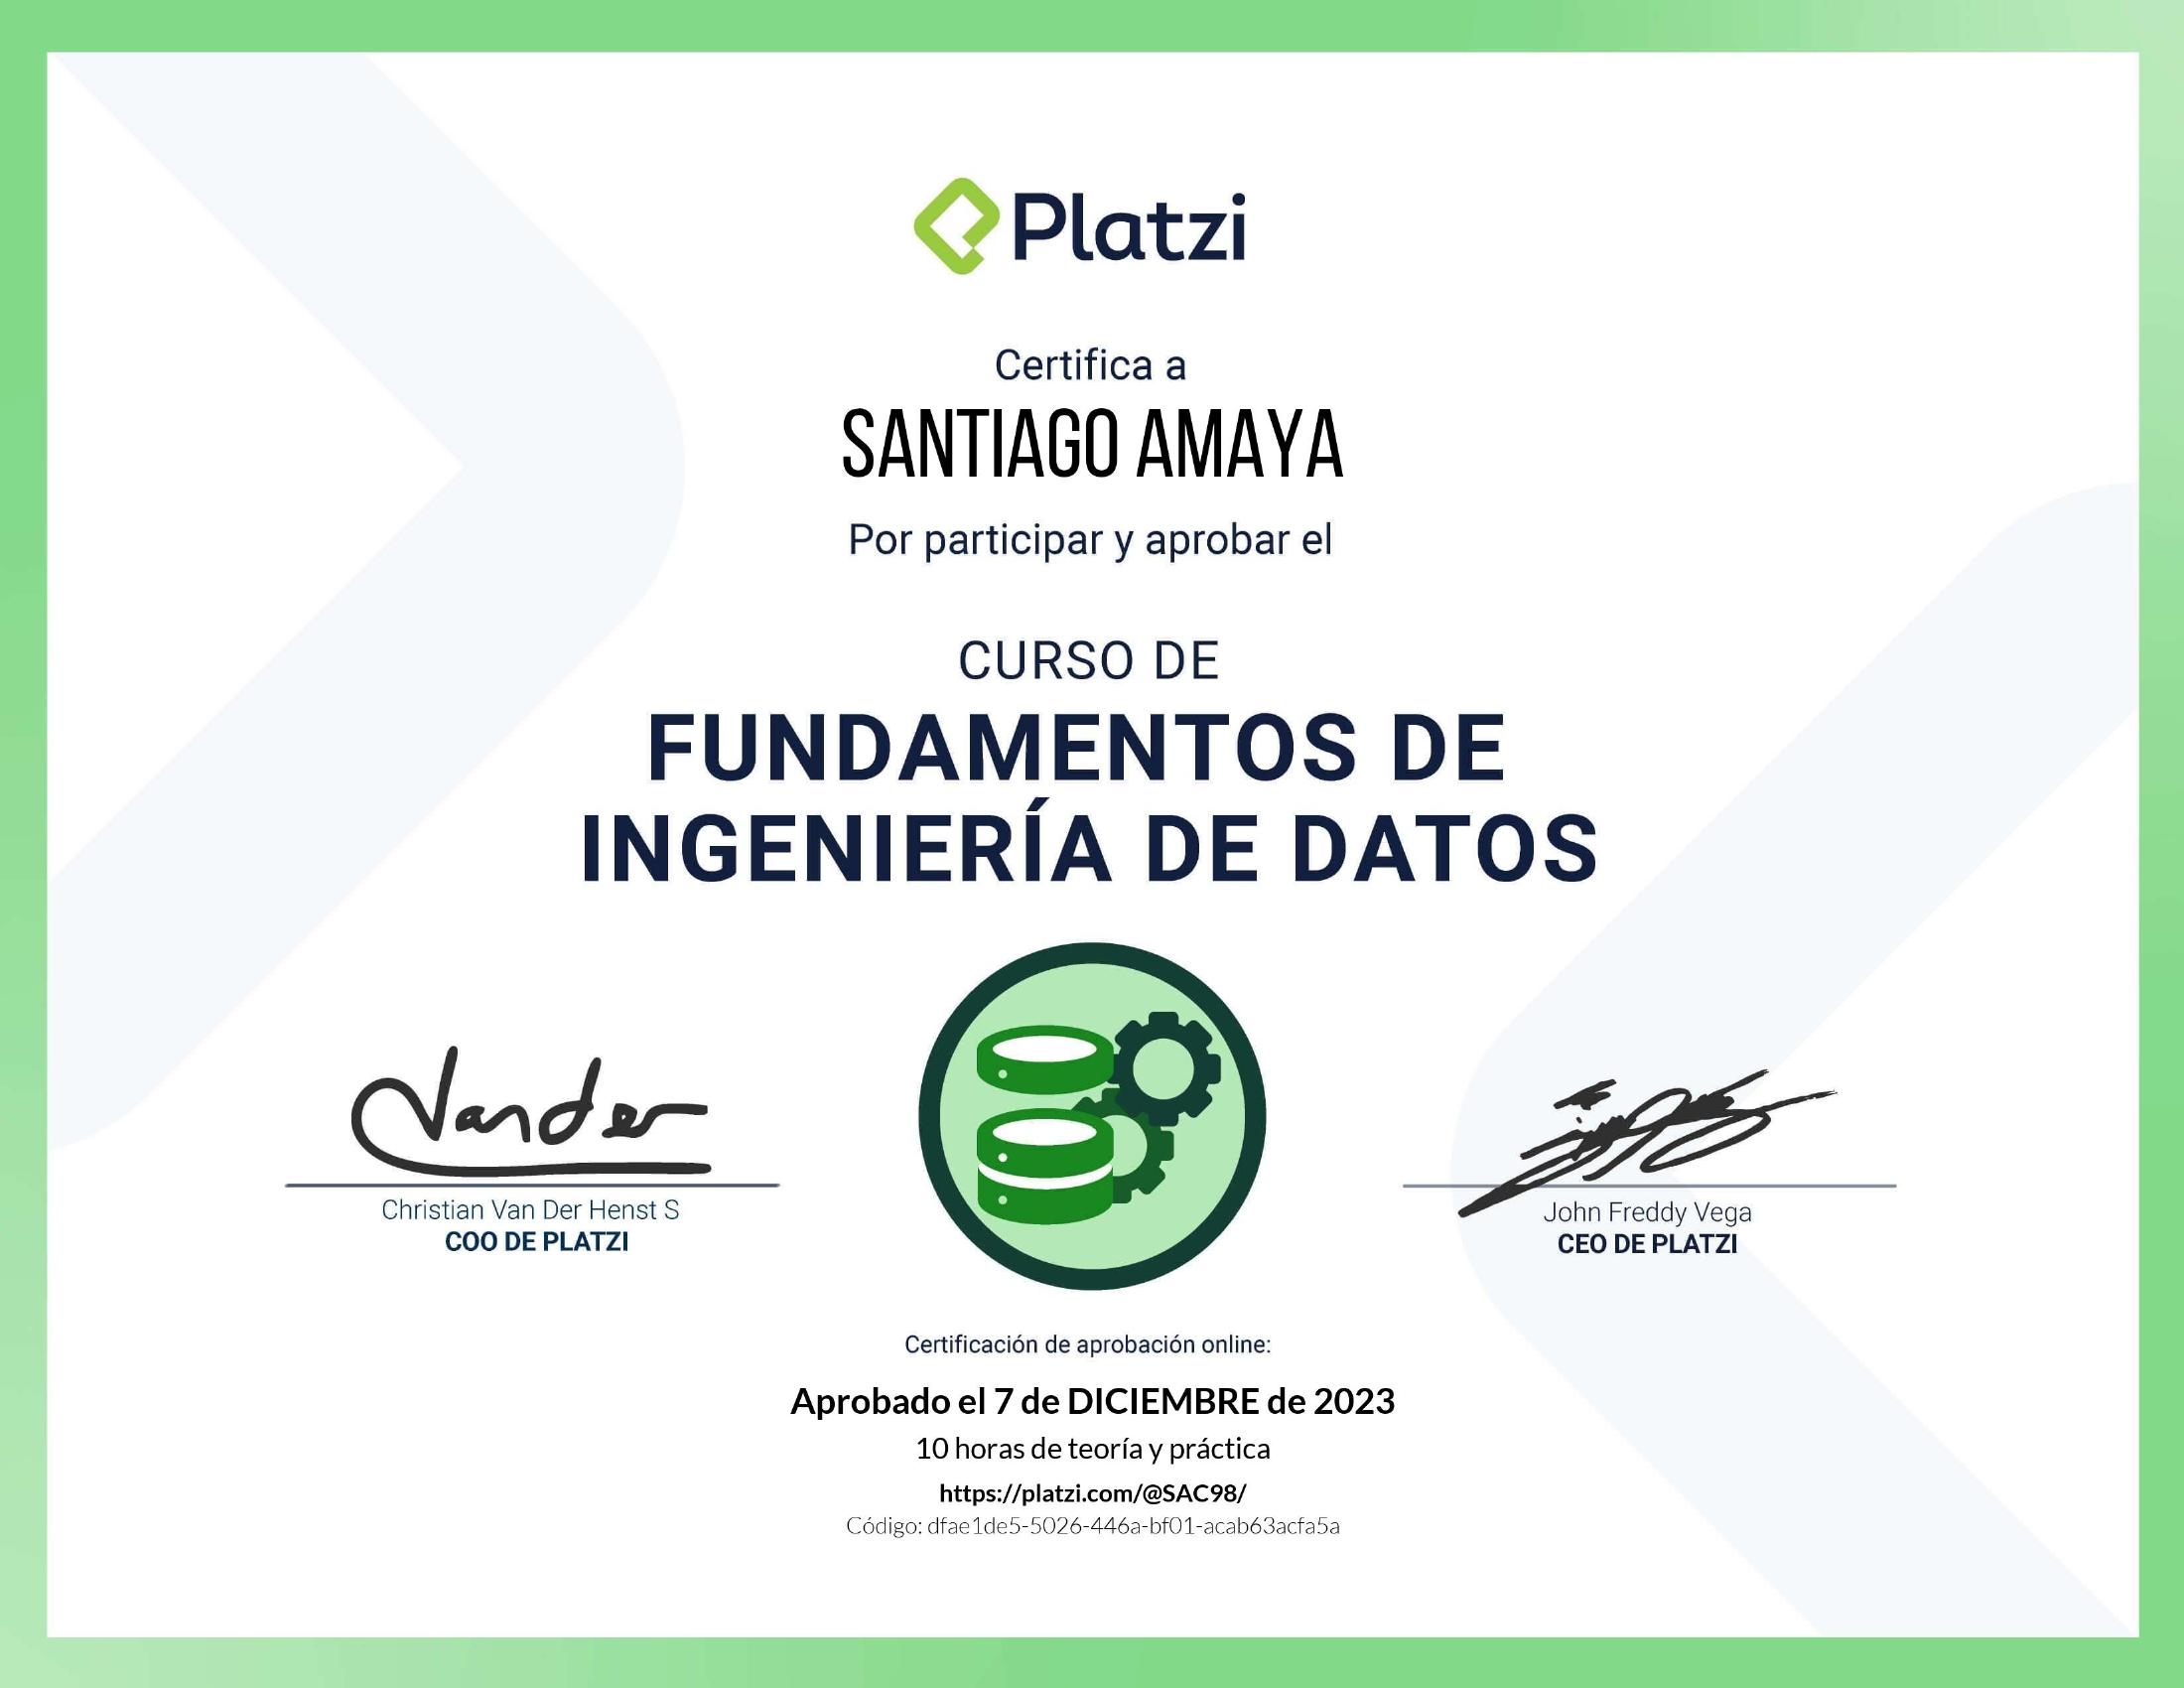 Platzi
Certifica a
SANTIAGO AMAYA
Por participar y aprobar el
CURSO DE
FUNDAMENTOS DE
INGENIERÍA DE DATOS
Vander
Christian Van Der Henst S
COO DE PLATZI
John Freddy Vega
CEO DE PLATZI
Certificación de aprobación online:
Aprobado el 7 de DICIEMBRE de 2023
10 horas de teoría y práctica
https://platzi.com/@SAC98/
Código: dfae1de5-5026-446a-bf01-acab63acfa5a